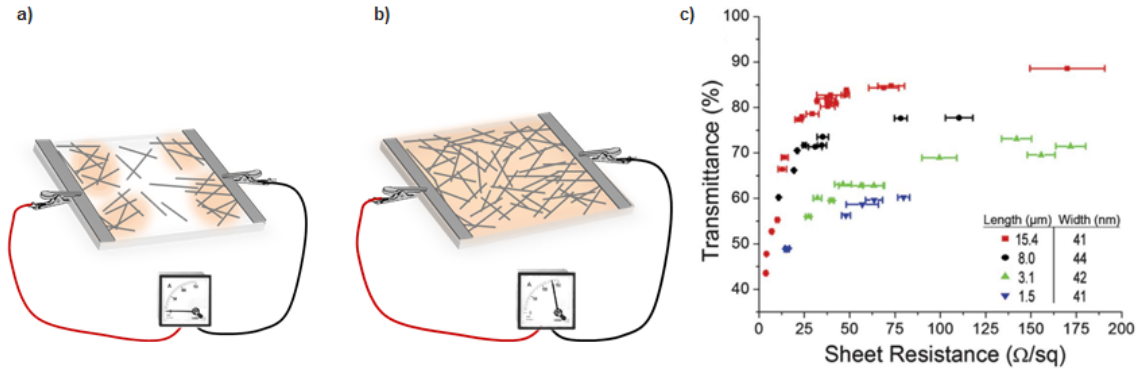 a)
b)
c)
A
A
100
90
80
70
60
50
40
Transmittance (%)
0 25 50 75 100 125 150 175 200
Sheet Resistance (Ω/sq)
Length (μm) Width (nm)
15.4 41
8.0 44
3.1 42
1.5 41